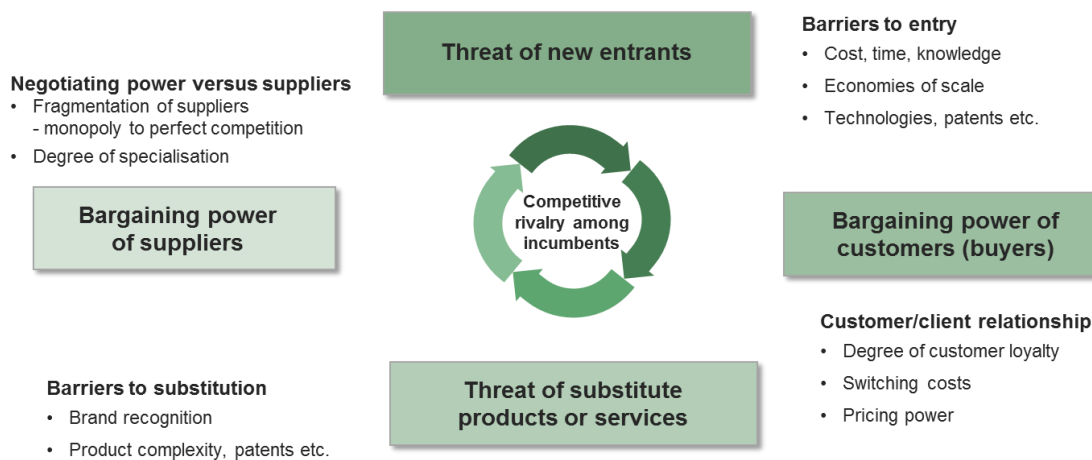 Threat of new entrants
Barriers to entry
• Cost, time, knowledge
• Economies of scale
• Technologies, patents etc.
Negotiating power versus suppliers
• Fragmentation of suppliers
- monopoly to perfect competition
• Degree of specialisation
Bargaining power
of suppliers
Competitive
rivalry among
incumbents
Bargaining power of
customers (buyers)
Customer/client relationship
• Degree of customer loyalty
• Switching costs
• Pricing power
Barriers to substitution
• Brand recognition
• Product complexity, patents etc.
Threat of substitute
products or services